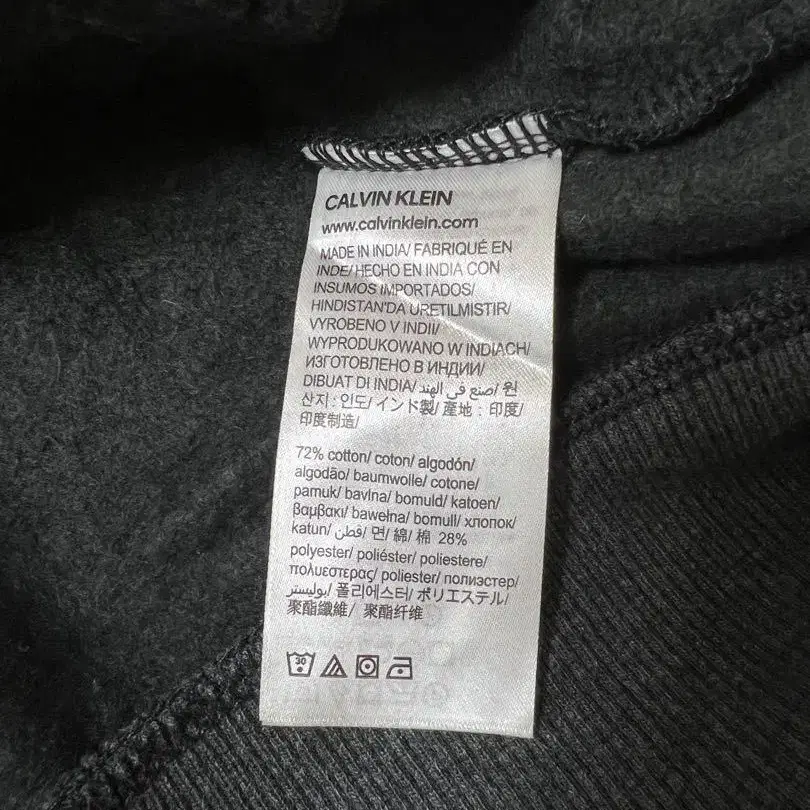 CALVIN KLEIN
www.calvinklein.com
MADE IN INDIA/ FABRIQUÉ EN
INDE/ HECHO EN INDIA CON
INSUMOS IMPORTADOS/
HINDISTAN'DA URETILMISTIR/
VYROBENO V INDII/
WYPRODUKOWANO W INDIACH/
ИЗГОТОВЛЕНО В ИНДИИ/
DIBUAT DI INDIA/ صنع في الهند/ 원
산지: 인도/ インド製/ 產地: 印度/
印度制造/
72% cotton/ coton/ algodón/
algodão/ baumwolle/ cotone/
pamuk/ bavlna/ bomuld/ katoen/
βαμβακι/ bawełna/ bomull/ хлопок/
katun/ قطن/ 면/ 綿/ 棉 28%
polyester/ poliéster/ poliestere/
πολυεστερας/ poliester/ полиэстер/
بوليستر/ 폴리에스터/ ポリエステル/
聚酯纖維/ 聚酯纤维
30